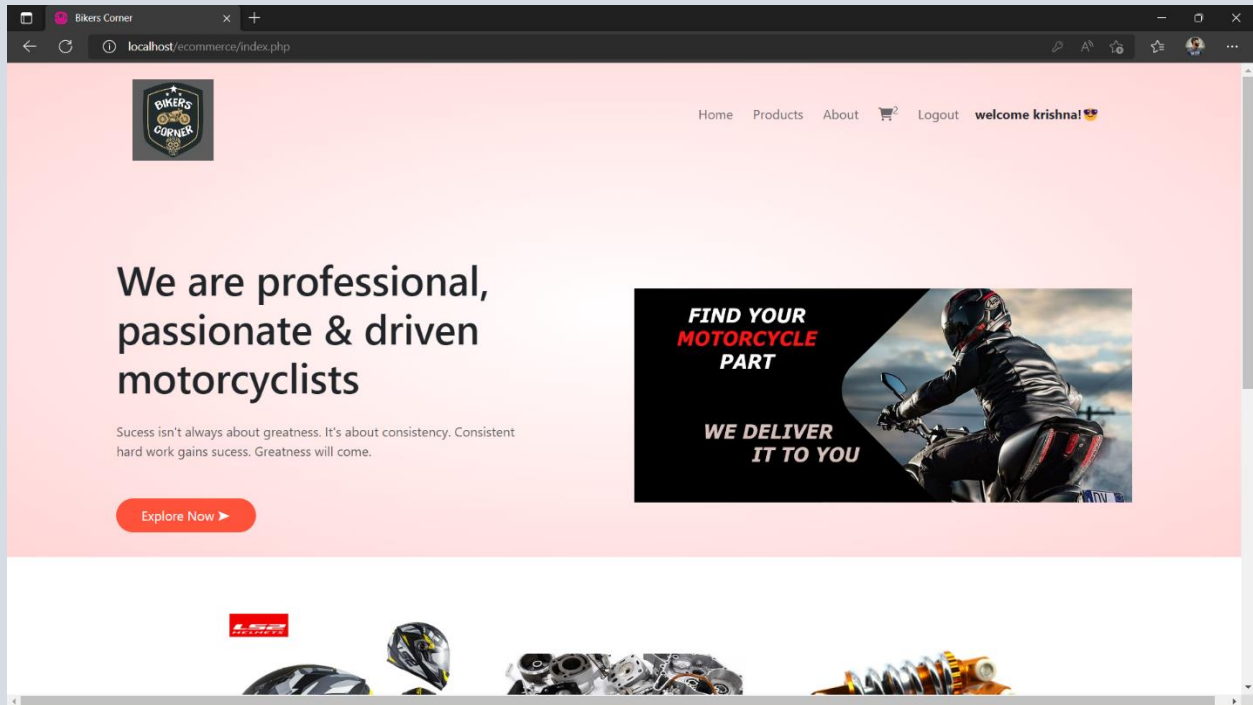 Bikers Corner
localhost/ecommerce/index.php
BIKERS
CORNER
Home Products About 2 Logout welcome krishna!😎
We are professional,
passionate & driven
motorcyclists
Sucess isn't always about greatness. It's about consistency. Consistent
hard work gains sucess. Greatness will come.
Explore Now ➤
FIND YOUR
MOTORCYCLE
PART
WE DELIVER
IT TO YOU
LS2
HELMETS